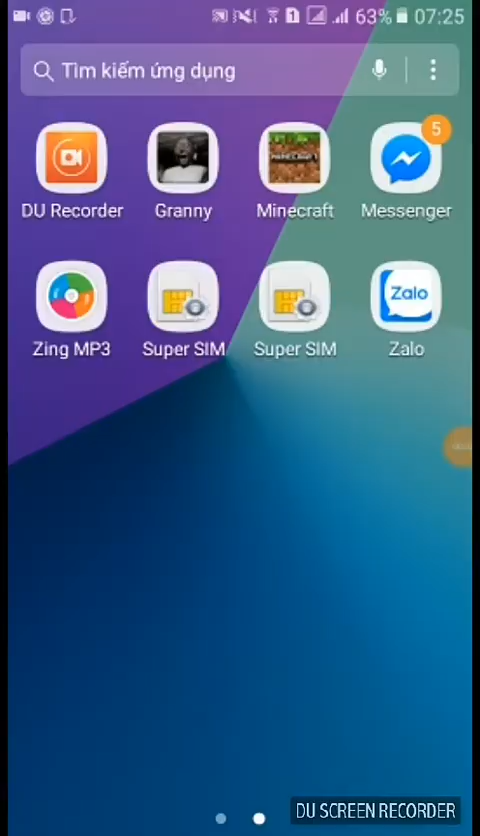 1 63% 07:25
Tìm kiếm ứng dụng
5
DU Recorder Granny Minecraft Messenger
Zalo
Zing MP3 Super SIM Super SIM Zalo
DU SCREEN RECORDER